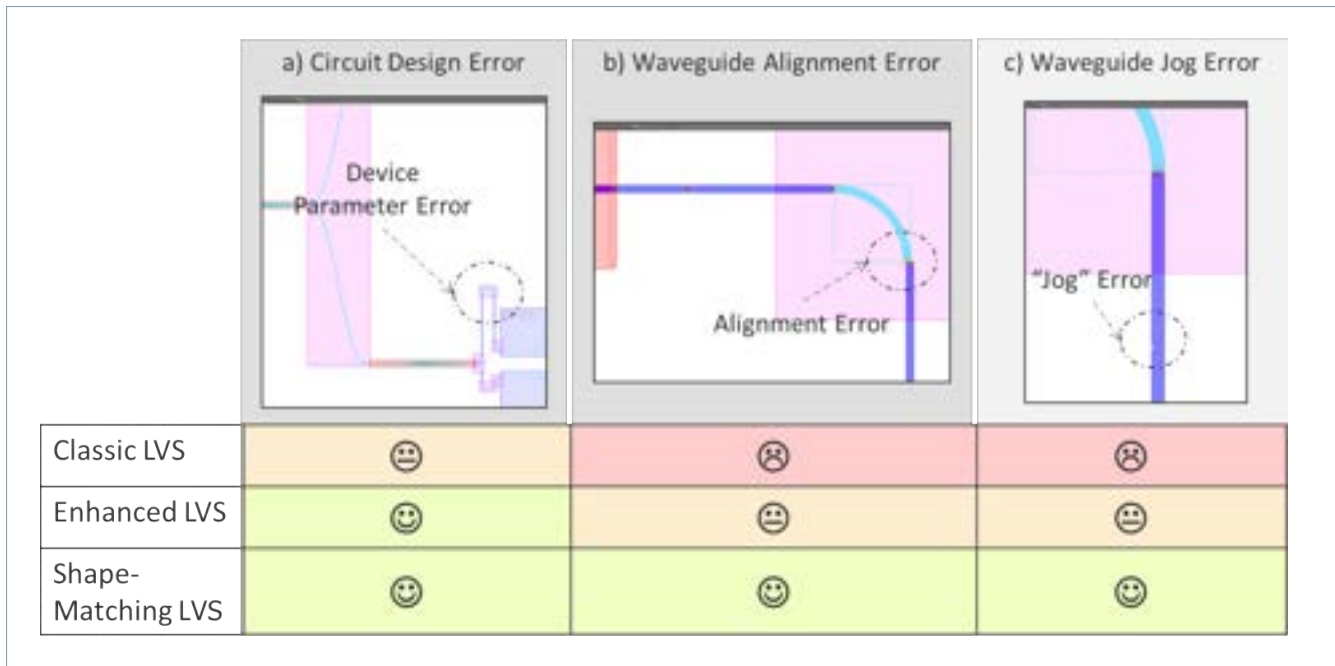 a) Circuit Design Error
b) Waveguide Alignment Error
c) Waveguide Jog Error
Device
Parameter Error
Alignment Error
“Jog” Error
Classic LVS
Enhanced LVS
Shape-
Matching LVS